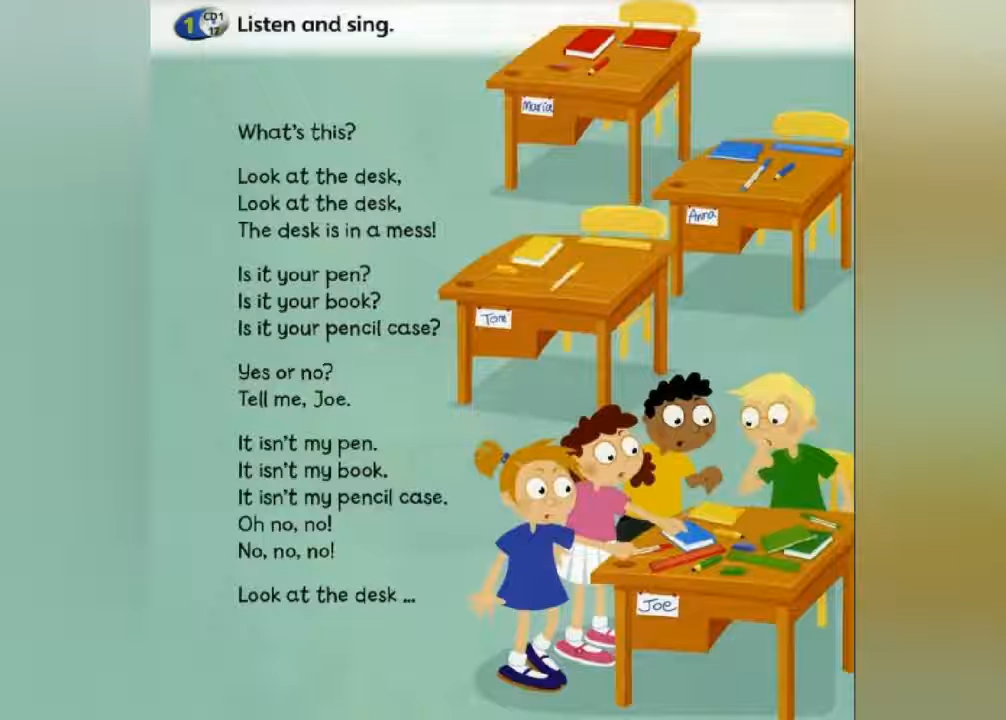 1 CD1 17 Listen and sing.
What's this?
Look at the desk,
Look at the desk,
The desk is in a mess!
Is it your pen?
Is it your book?
Is it your pencil case?
Yes or no?
Tell me, Joe.
It isn't my pen.
It isn't my book.
It isn't my pencil case.
Oh no, no!
No, no, no!
Look at the desk ...
Maria
Anna
Tom
Joe